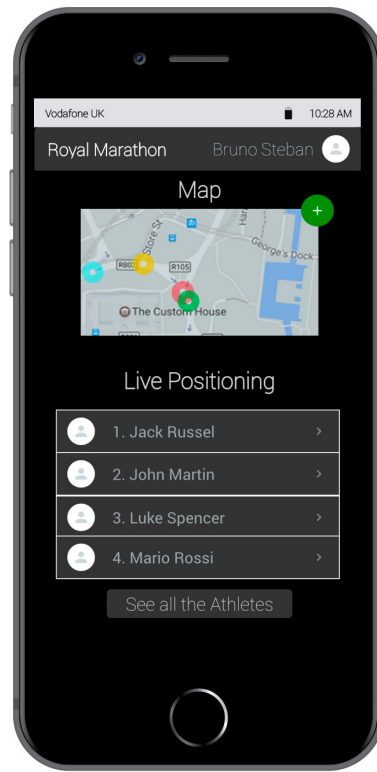 Vodafone UK 10:28 AM
Royal Marathon Bruno Steban
Map
+
Store St
Har
George's Dock
R105
The Custom House
Live Positioning
1. Jack Russel
2. John Martin
3. Luke Spencer
4. Mario Rossi
See all the Athletes